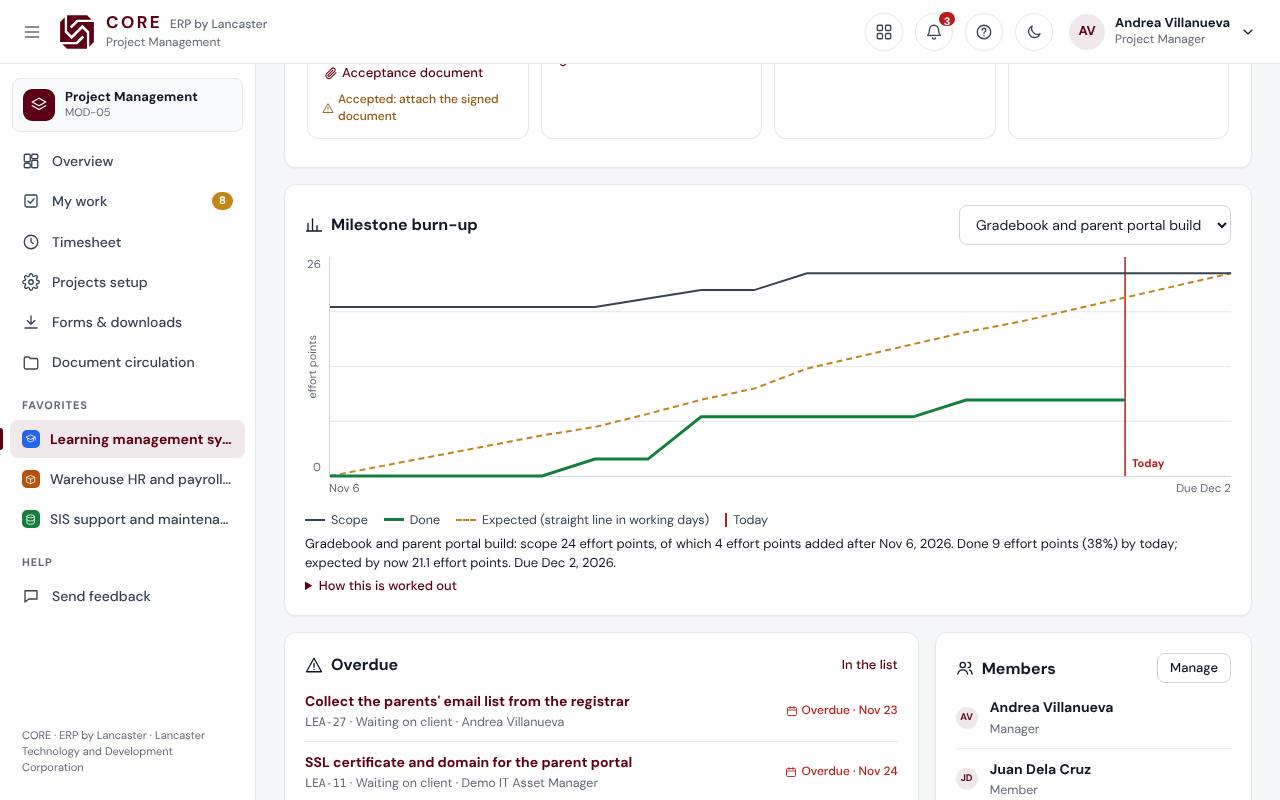 CORE ERP by Lancaster
Project Management
3
AV
Andrea Villanueva
Project Manager
Project Management
MOD-05
Overview
My work 8
Timesheet
Projects setup
Forms & downloads
Document circulation
FAVORITES
Learning management sy...
Warehouse HR and payroll...
SIS support and maintena...
HELP
Send feedback
CORE · ERP by Lancaster · Lancaster
Technology and Development
Corporation
Acceptance document
Accepted: attach the signed
document
Milestone burn-up
Gradebook and parent portal build
26
effort points
0
Today
Nov 6
Due Dec 2
Scope Done Expected (straight line in working days) Today
Gradebook and parent portal build: scope 24 effort points, of which 4 effort points added after Nov 6, 2026. Done 9 effort points (38%) by today;
expected by now 21.1 effort points. Due Dec 2, 2026.
How this is worked out
Overdue
In the list
Collect the parents' email list from the registrar
LEA-27 · Waiting on client · Andrea Villanueva
Overdue · Nov 23
SSL certificate and domain for the parent portal
LEA-11 · Waiting on client · Demo IT Asset Manager
Overdue · Nov 24
Members
Manage
AV
Andrea Villanueva
Manager
JD
Juan Dela Cruz
Member